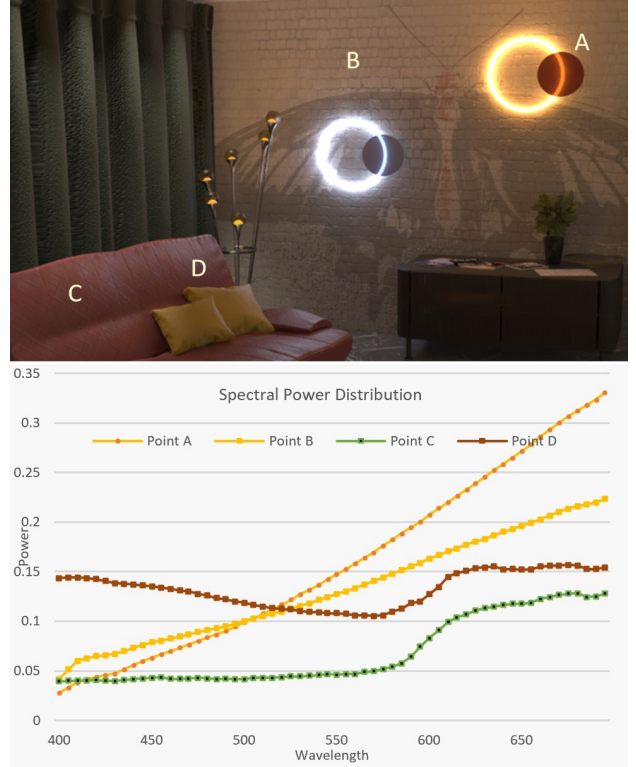 A
B
D
C
Spectral Power Distribution
Point A
Point B
Point C
Point D
Power
0.35
0.3
0.25
0.2
0.15
0.1
0.05
0
400
450
500
550
600
650
Wavelength